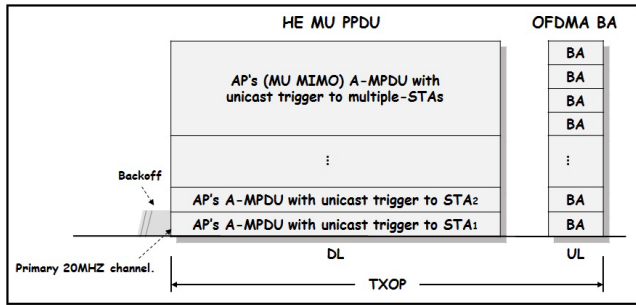 HE MU PPDU
OFDMA BA
AP's (MU MIMO) A-MPDU with
unicast trigger to multiple-STAs
BA
BA
BA
BA
⋮
⋮
Backoff
AP's A-MPDU with unicast trigger to STA2
BA
AP's A-MPDU with unicast trigger to STA1
BA
Primary 20MHZ channel.
DL
UL
TXOP